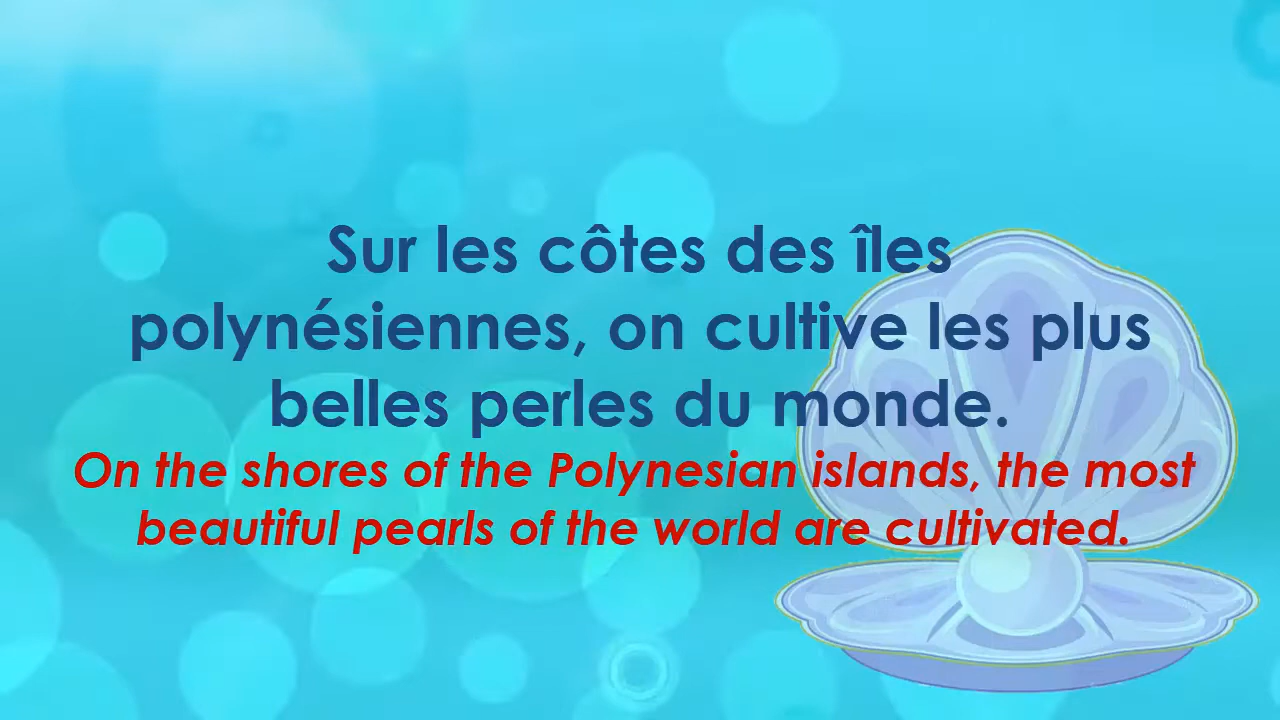 Sur les côtes des îles
polynésiennes, on cultive les plus
belles perles du monde.
On the shores of the Polynesian islands, the most
beautiful pearls of the world are cultivated.